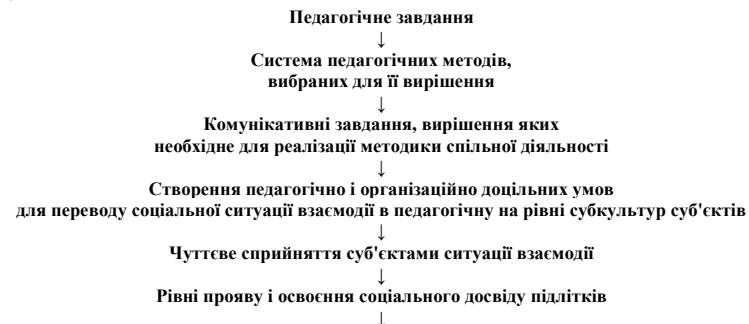 Педагогічне завдання
↓
Система педагогічних методів,
вибраних для її вирішення
↓
Комунікативні завдання, вирішення яких
необхідне для реалізації методики спільної діяльності
↓
Створення педагогічно і організаційно доцільних умов
для переводу соціальної ситуації взаємодії в педагогічну на рівні субкультур суб'єктів
↓
Чуттєве сприйняття суб'єктами ситуації взаємодії
↓
Рівні прояву і освоєння соціального досвіду підлітків
↓